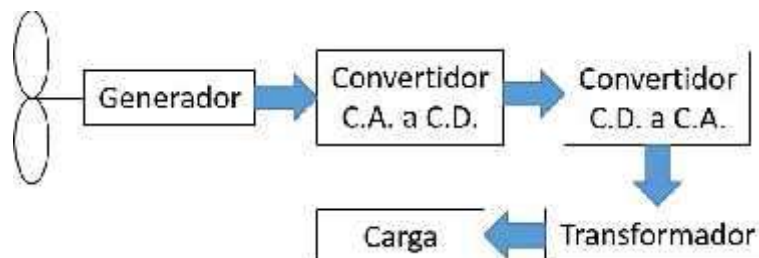 Generador
Convertidor
C.A. a C.D.
Convertidor
C.D. a C.A.
Transformador
Carga